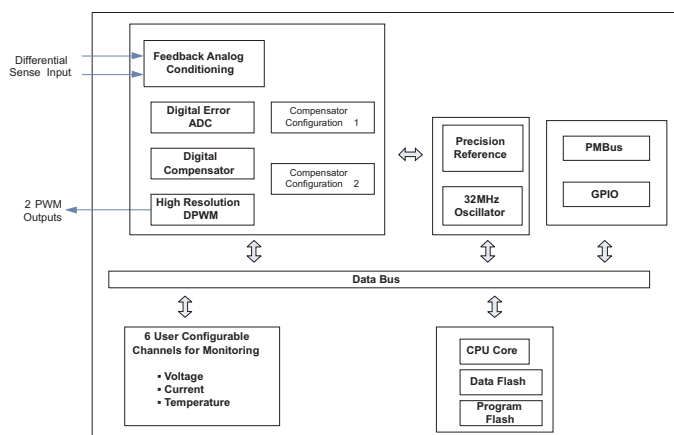 Differential
Sense Input
Feedback Analog
Conditioning
Digital Error
ADC
Compensator
Configuration 1
Digital
Compensator
Compensator
Configuration 2
High Resolution
DPWM
2 PWM
Outputs
Precision
Reference
32MHz
Oscillator
PMBus
GPIO
Data Bus
6 User Configurable
Channels for Monitoring
▪ Voltage
▪ Current
▪ Temperature
CPU Core
Data Flash
Program
Flash